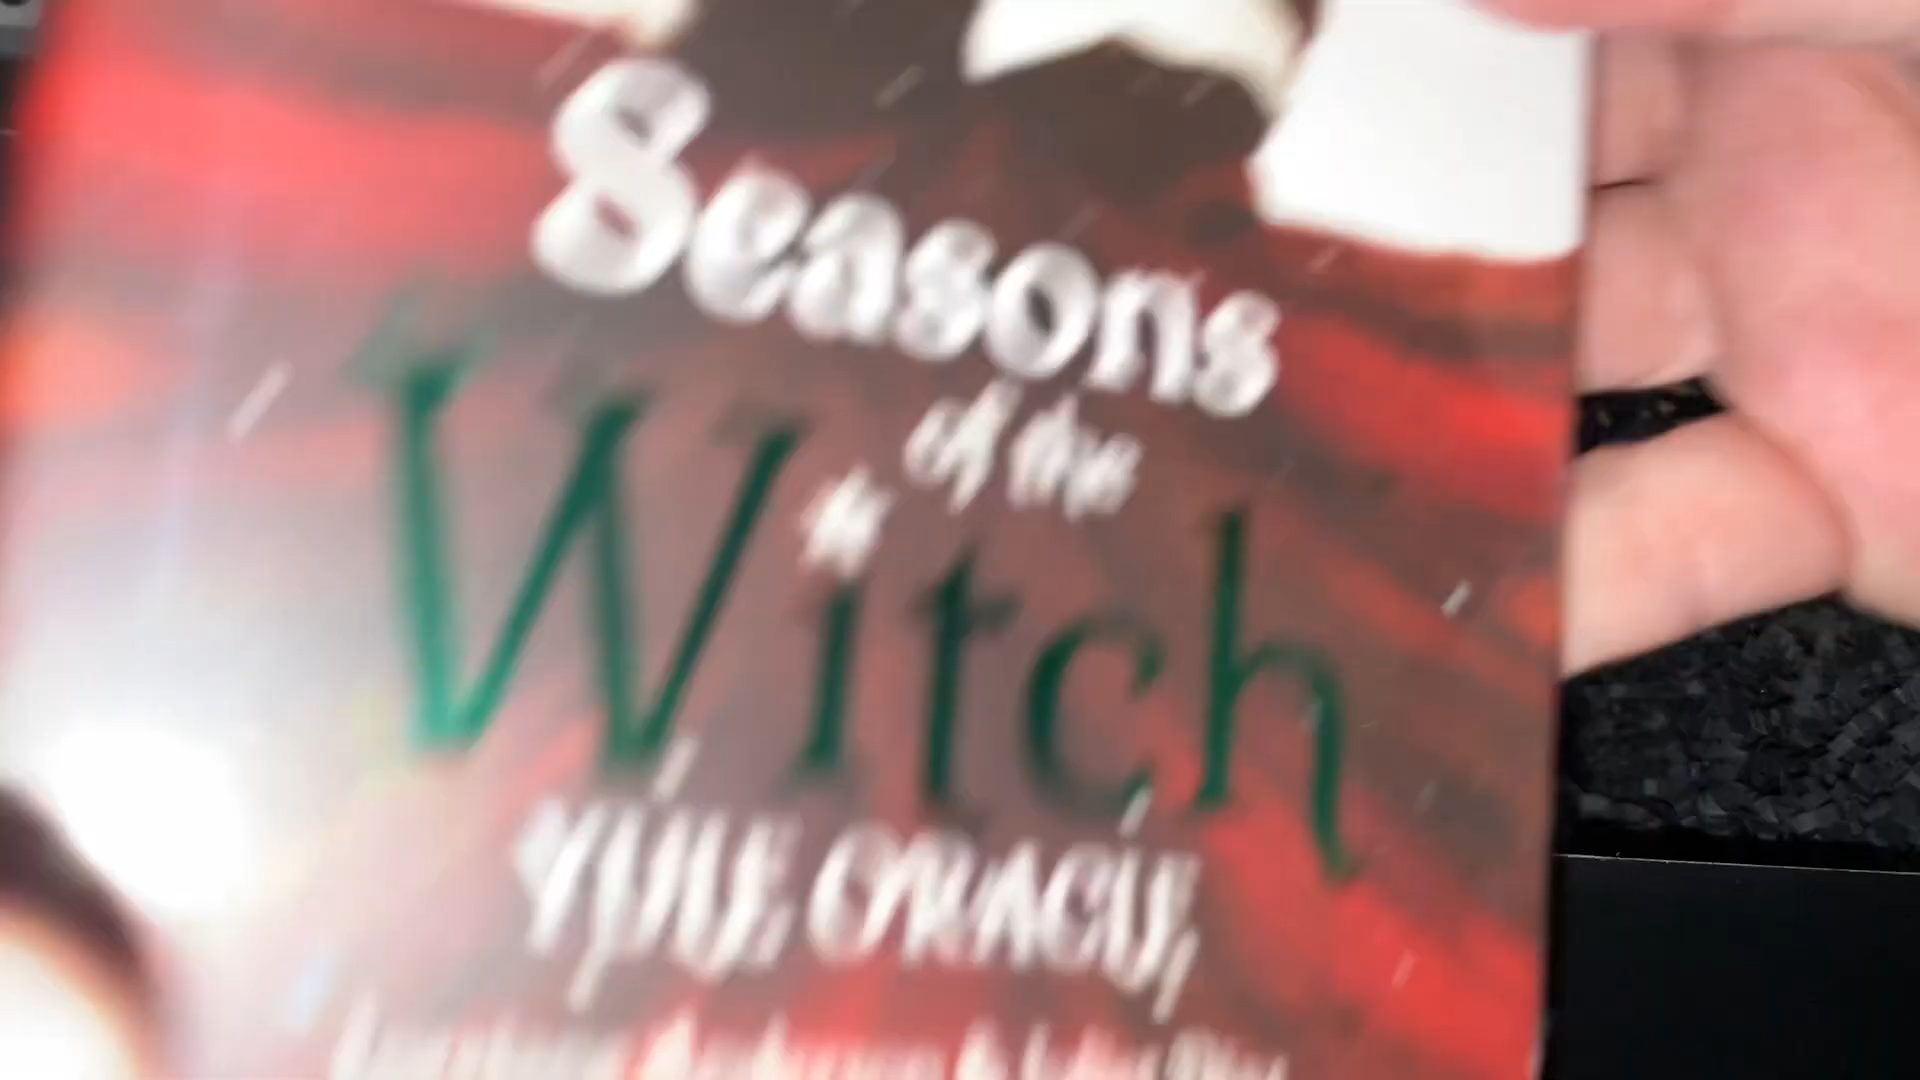 Seasons
of the
Witch
YULE ORACLE